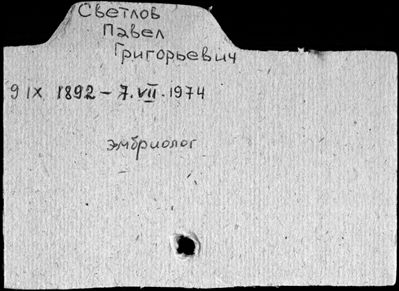 Светлов
Павел
Григорьевич
9 IX 1892 - 7.VII.1974
эмбриолог